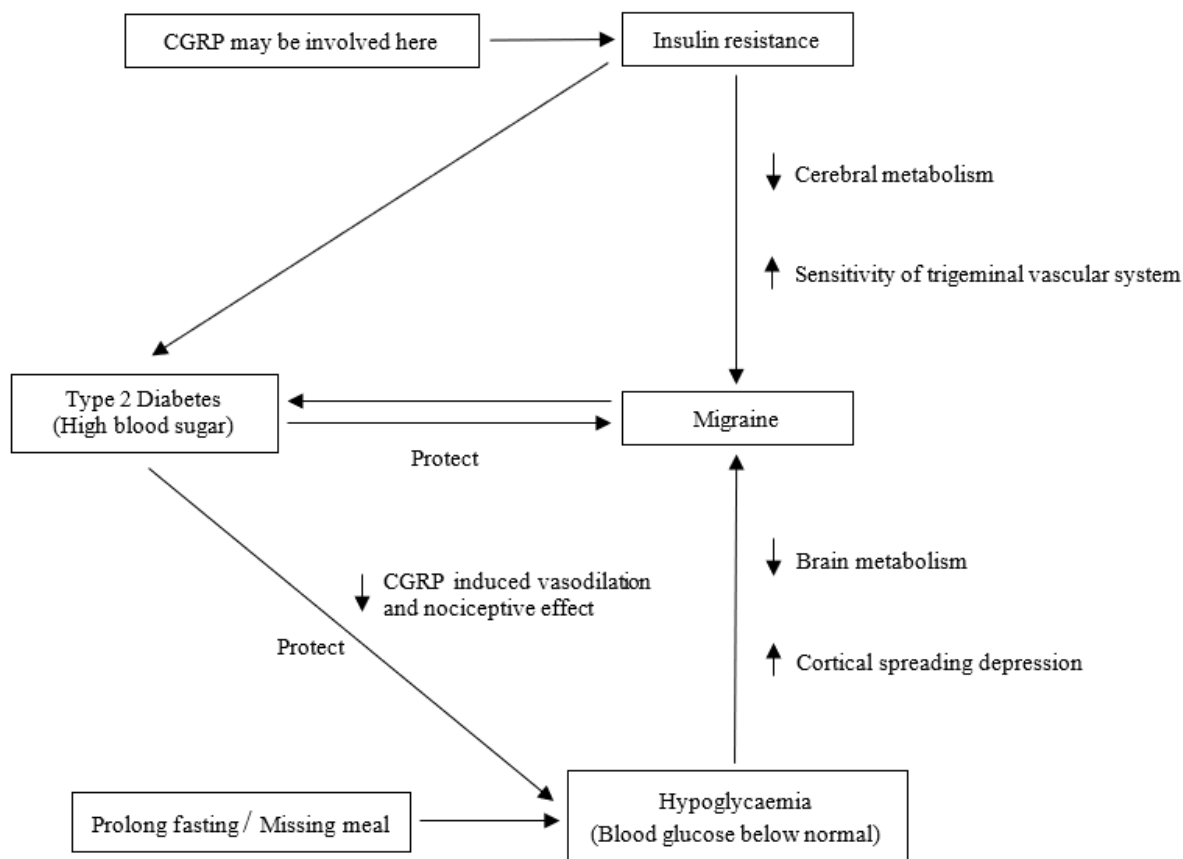 CGRP may be involved here
Insulin resistance
Cerebral metabolism
Sensitivity of trigeminal vascular system
Type 2 Diabetes
(High blood sugar)
Migraine
Protect
Brain metabolism
CGRP induced vasodilation
and nociceptive effect
Protect
Cortical spreading depression
Prolong fasting / Missing meal
Hypoglycaemia
(Blood glucose below normal)